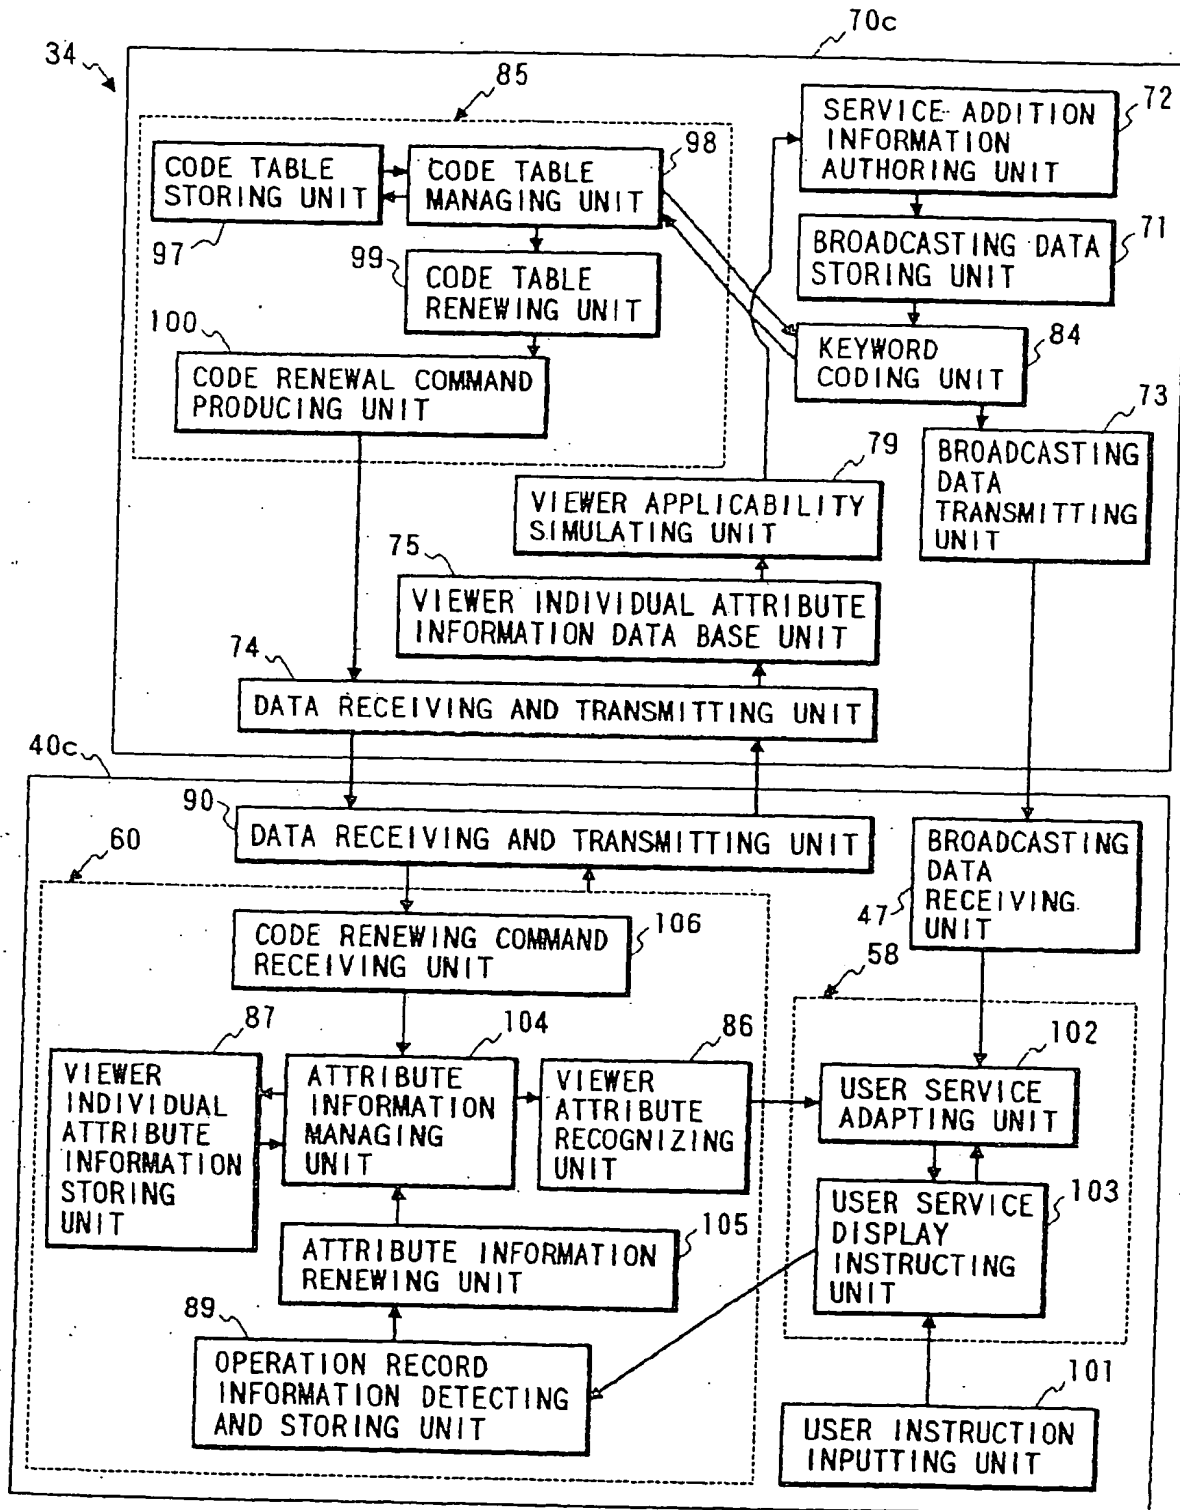 70c
34
85
72
SERVICE ADDITION
INFORMATION
AUTHORING UNIT
98
CODE TABLE
STORING UNIT
CODE TABLE
MANAGING UNIT
97
71
BROADCASTING DATA
STORING UNIT
99
CODE TABLE
RENEWING UNIT
100
84
KEYWORD
CODING UNIT
CODE RENEWAL COMMAND
PRODUCING UNIT
73
BROADCASTING
DATA
TRANSMITTING
UNIT
79
VIEWER APPLICABILITY
SIMULATING UNIT
75
VIEWER INDIVIDUAL ATTRIBUTE
INFORMATION DATA BASE UNIT
74
DATA RECEIVING AND TRANSMITTING UNIT
40c
90
DATA RECEIVING AND TRANSMITTING UNIT
BROADCASTING
DATA
RECEIVING
UNIT
47
60
106
CODE RENEWING COMMAND
RECEIVING UNIT
58
87
104
86
102
VIEWER
INDIVIDUAL
ATTRIBUTE
INFORMATION
STORING
UNIT
ATTRIBUTE
INFORMATION
MANAGING
UNIT
VIEWER
ATTRIBUTE
RECOGNIZING
UNIT
USER SERVICE
ADAPTING UNIT
103
USER SERVICE
DISPLAY
INSTRUCTING
UNIT
105
ATTRIBUTE INFORMATION
RENEWING UNIT
89
OPERATION RECORD
INFORMATION DETECTING
AND STORING UNIT
101
USER INSTRUCTION
INPUTTING UNIT